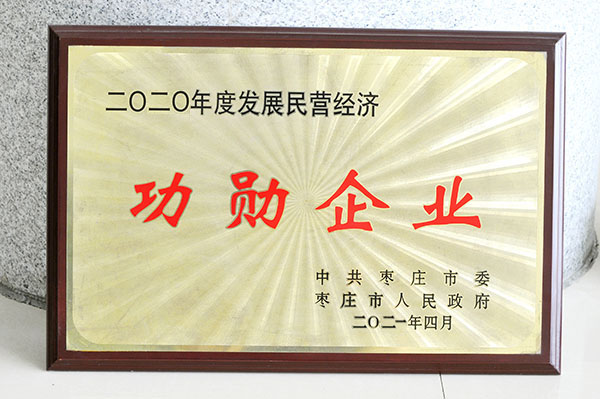 二〇二〇年度发展民营经济
功勋企业
中共枣庄市委
枣庄市人民政府
二〇二一年四月